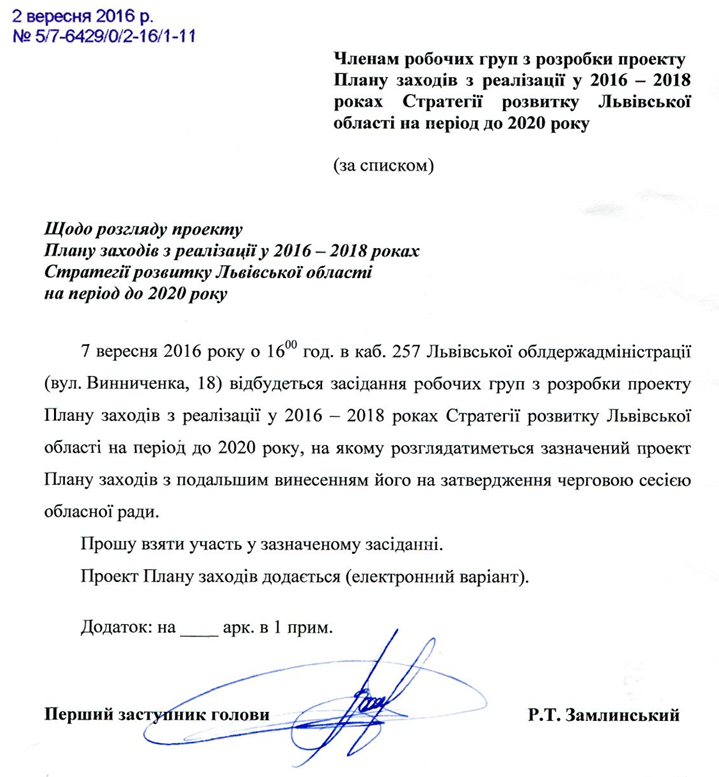 2 вересня 2016 р.
№ 5/7-6429/0/2-16/1-11
Членам робочих груп з розробки проекту
Плану заходів з реалізації у 2016 – 2018
роках Стратегії розвитку Львівської
області на період до 2020 року
(за списком)
Щодо розгляду проекту
Плану заходів з реалізації у 2016 – 2018 роках
Стратегії розвитку Львівської області
на період до 2020 року
7 вересня 2016 року о 16⁰⁰ год. в каб. 257 Львівської облдержадміністрації
(вул. Винниченка, 18) відбудеться засідання робочих груп з розробки проекту
Плану заходів з реалізації у 2016 – 2018 роках Стратегії розвитку Львівської
області на період до 2020 року, на якому розглядатиметься зазначений проект
Плану заходів з подальшим винесенням його на затвердження черговою сесією
обласної ради.
Прошу взяти участь у зазначеному засіданні.
Проект Плану заходів додається (електронний варіант).
Додаток: на ____ арк. в 1 прим.
Перший заступник голови Р.Т. Замлинський